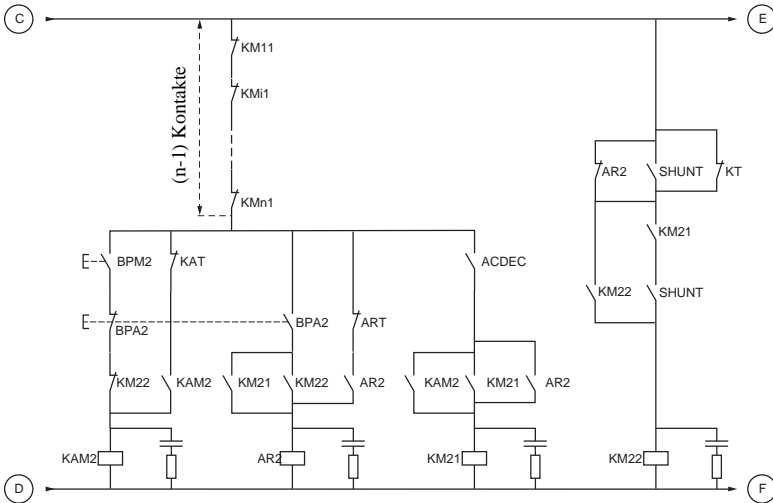 C E
KM11
KMi1
(n-1) Kontakte
AR2 SHUNT KT
KMn1
KM21
BPM2 KAT ACDEC
KM22 SHUNT
BPA2 BPA2 ART
KM22 KAM2 KM21 KM22 AR2 KAM2 KM21 AR2
KAM2 AR2 KM21 KM22
D F